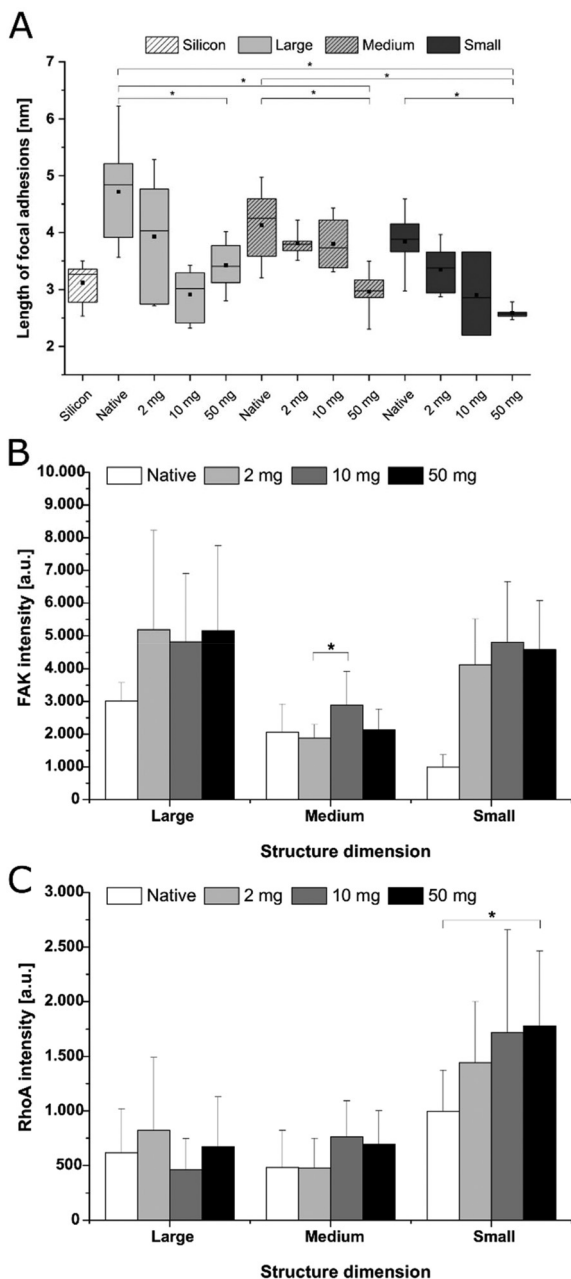 A
Silicon Large Medium Small
Length of focal adhesions [nm]
7
6
5
4
3
2
*
*
*
*
*
*
Silicon Native 2 mg 10 mg 50 mg Native 2 mg 10 mg 50 mg Native 2 mg 10 mg 50 mg
B
Native 2 mg 10 mg 50 mg
FAK intensity [a.u.]
10.000
9.000
8.000
7.000
6.000
5.000
4.000
3.000
2.000
1.000
0
*
Large Medium Small
Structure dimension
C
Native 2 mg 10 mg 50 mg
RhoA intensity [a.u.]
3.000
2.500
2.000
1.500
1.000
500
0
*
Large Medium Small
Structure dimension